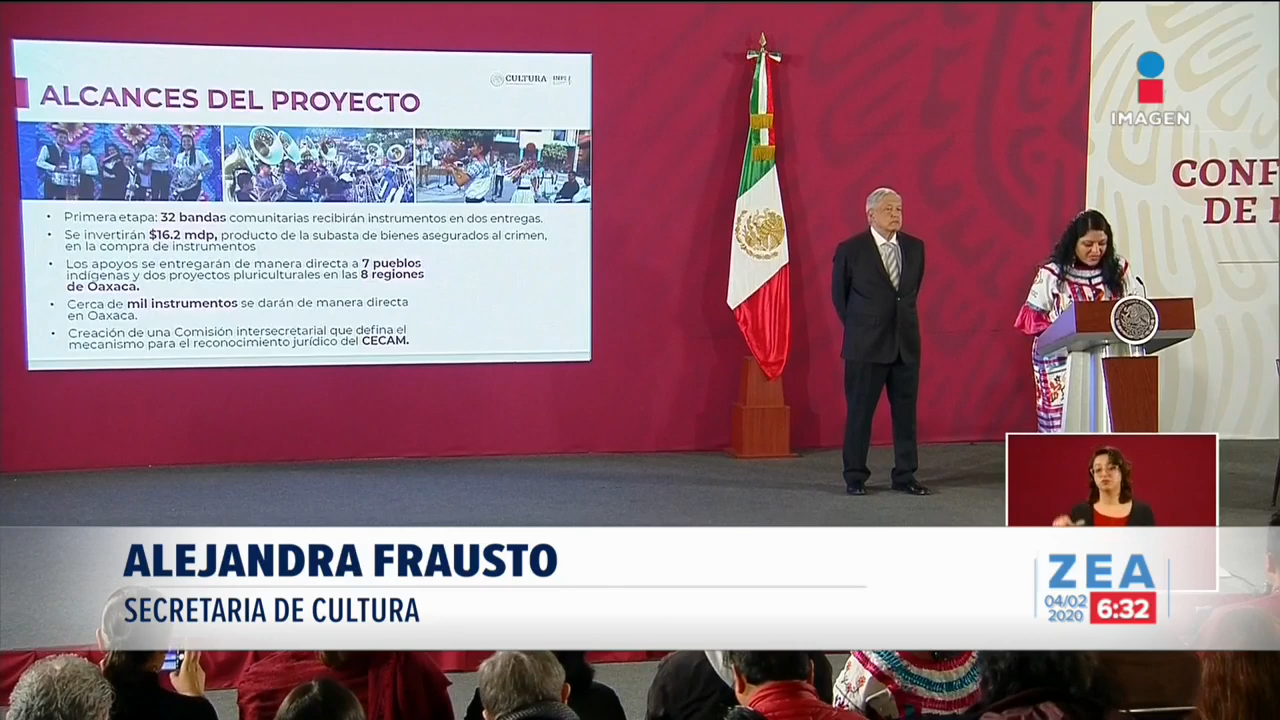 CULTURA
INPI
ALCANCES DEL PROYECTO
• Primera etapa: 32 bandas comunitarias recibirán instrumentos en dos entregas.
• Se invertirán $16.2 mdp, producto de la subasta de bienes asegurados al crimen,
en la compra de instrumentos
• Los apoyos se entregarán de manera directa a 7 pueblos
indígenas y dos proyectos pluriculturales en las 8 regiones
de Oaxaca.
• Cerca de mil instrumentos se darán de manera directa
en Oaxaca.
• Creación de una Comisión intersecretarial que defina el
mecanismo para el reconocimiento jurídico del CECAM.
IMAGEN
CONF
DE
ALEJANDRA FRAUSTO
SECRETARIA DE CULTURA
ZEA
04/02
2020
6:32